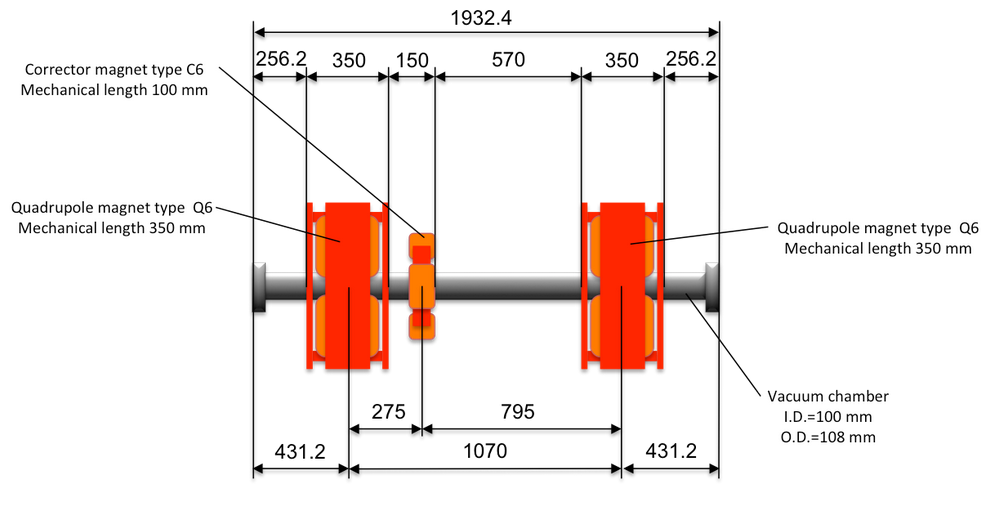 1932.4
256.2 350 150 570 350 256.2
Corrector magnet type C6
Mechanical length 100 mm
Quadrupole magnet type Q6
Mechanical length 350 mm
Quadrupole magnet type Q6
Mechanical length 350 mm
Vacuum chamber
I.D.=100 mm
O.D.=108 mm
275 795
431.2 1070 431.2